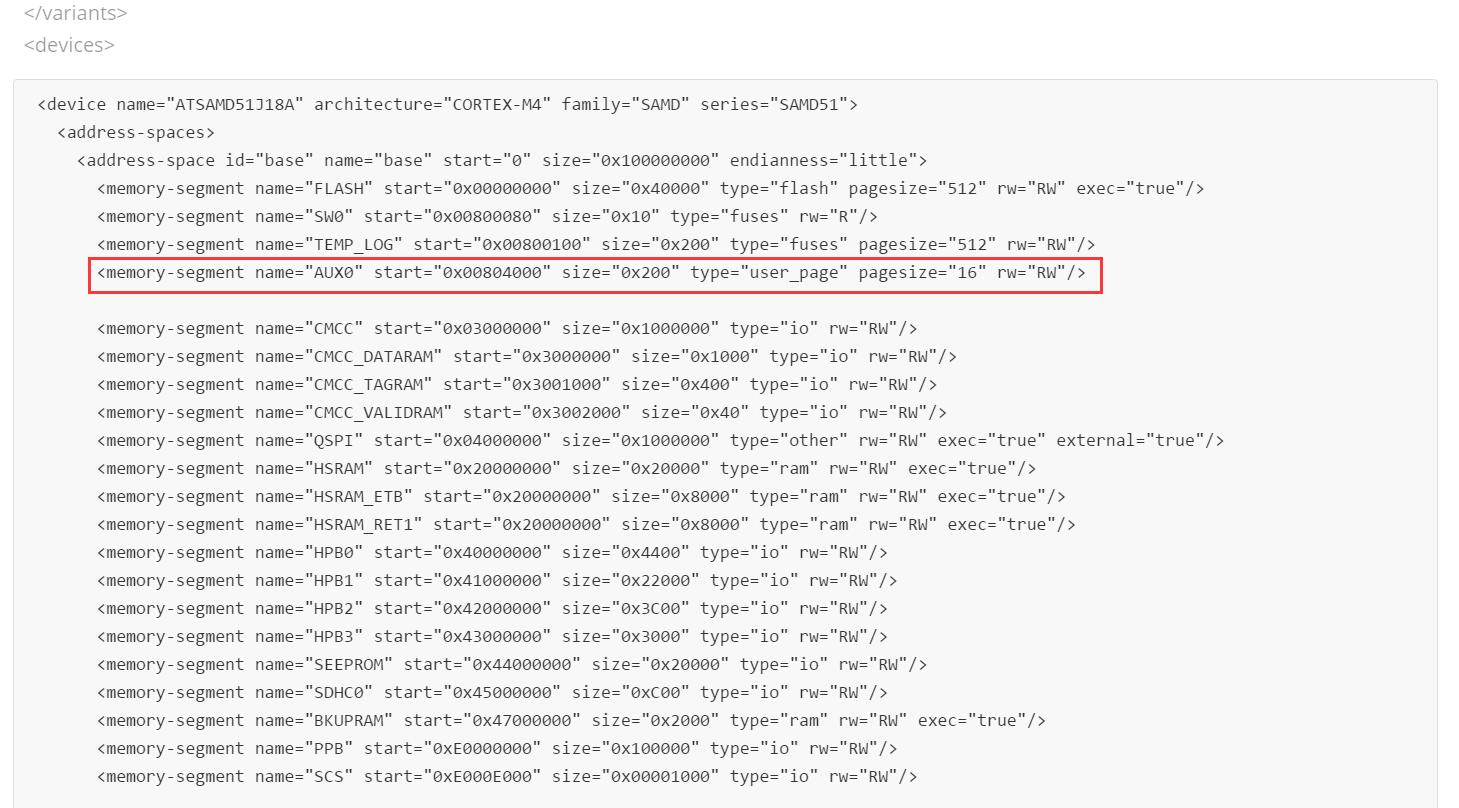 </variants>
<devices>
<device name="ATSAMD51J18A" architecture="CORTEX-M4" family="SAMD" series="SAMD51">
<address-spaces>
<address-space id="base" name="base" start="0" size="0x100000000" endianness="little">
<memory-segment name="FLASH" start="0x00000000" size="0x40000" type="flash" pagesize="512" rw="RW" exec="true"/>
<memory-segment name="SW0" start="0x00800080" size="0x10" type="fuses" rw="R"/>
<memory-segment name="TEMP_LOG" start="0x00800100" size="0x200" type="fuses" pagesize="512" rw="RW"/>
<memory-segment name="AUX0" start="0x00804000" size="0x200" type="user_page" pagesize="16" rw="RW"/>
<memory-segment name="CMCC" start="0x03000000" size="0x1000000" type="io" rw="RW"/>
<memory-segment name="CMCC_DATARAM" start="0x3000000" size="0x1000" type="io" rw="RW"/>
<memory-segment name="CMCC_TAGRAM" start="0x3001000" size="0x400" type="io" rw="RW"/>
<memory-segment name="CMCC_VALIDRAM" start="0x3002000" size="0x40" type="io" rw="RW"/>
<memory-segment name="QSPI" start="0x04000000" size="0x1000000" type="other" rw="RW" exec="true" external="true"/>
<memory-segment name="HSRAM" start="0x20000000" size="0x20000" type="ram" rw="RW" exec="true"/>
<memory-segment name="HSRAM_ETB" start="0x20000000" size="0x8000" type="ram" rw="RW" exec="true"/>
<memory-segment name="HSRAM_RET1" start="0x20000000" size="0x8000" type="ram" rw="RW" exec="true"/>
<memory-segment name="HPB0" start="0x40000000" size="0x4400" type="io" rw="RW"/>
<memory-segment name="HPB1" start="0x41000000" size="0x22000" type="io" rw="RW"/>
<memory-segment name="HPB2" start="0x42000000" size="0x3C00" type="io" rw="RW"/>
<memory-segment name="HPB3" start="0x43000000" size="0x3000" type="io" rw="RW"/>
<memory-segment name="SEEPROM" start="0x44000000" size="0x20000" type="io" rw="RW"/>
<memory-segment name="SDHC0" start="0x45000000" size="0xC00" type="io" rw="RW"/>
<memory-segment name="BKUPRAM" start="0x47000000" size="0x2000" type="ram" rw="RW" exec="true"/>
<memory-segment name="PPB" start="0xE0000000" size="0x100000" type="io" rw="RW"/>
<memory-segment name="SCS" start="0xE000E000" size="0x00001000" type="io" rw="RW"/>